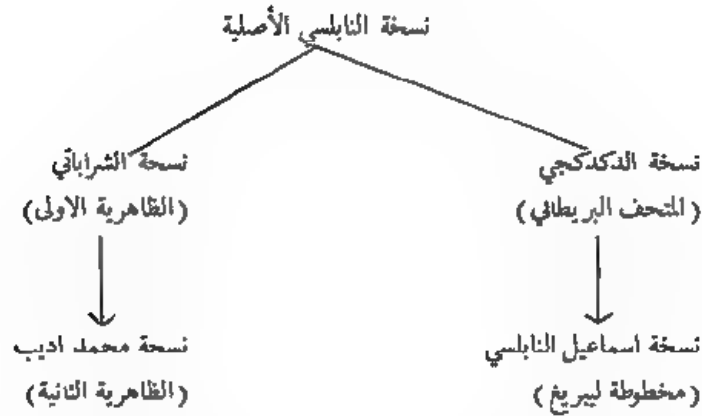 نسخة النابلسي الأصلية
نسخة الدكدكجي
(المتحف البريطاني)
نسخة الشراباتي
(الظاهرية الاولى)
نسخة اسماعيل النابلسي
(مخطوطة ليبريغ)
نسخة محمد اديب
(الظاهرية الثانية)